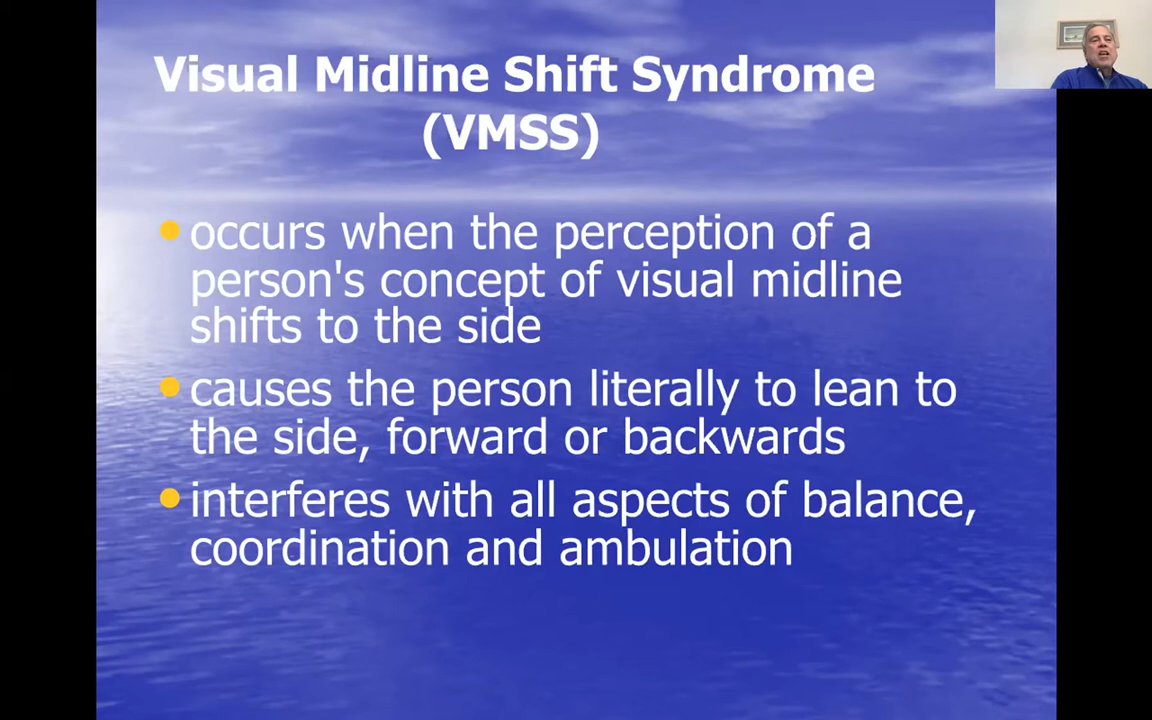 Visual Midline Shift Syndrome
(VMSS)
• occurs when the perception of a
person's concept of visual midline
shifts to the side
• causes the person literally to lean to
the side, forward or backwards
• interferes with all aspects of balance,
coordination and ambulation